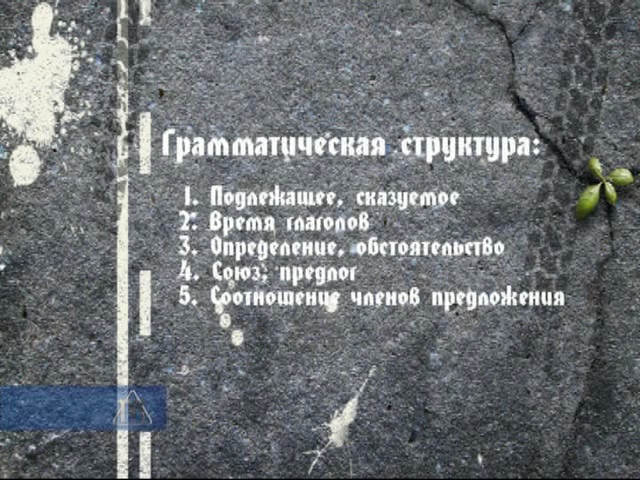 Грамматическая структура:
1. Подлежащее, сказуемое
2. Время глаголов
3. Определение, обстоятельство
4. Союз, предлог
5. Соотношение членов предложения